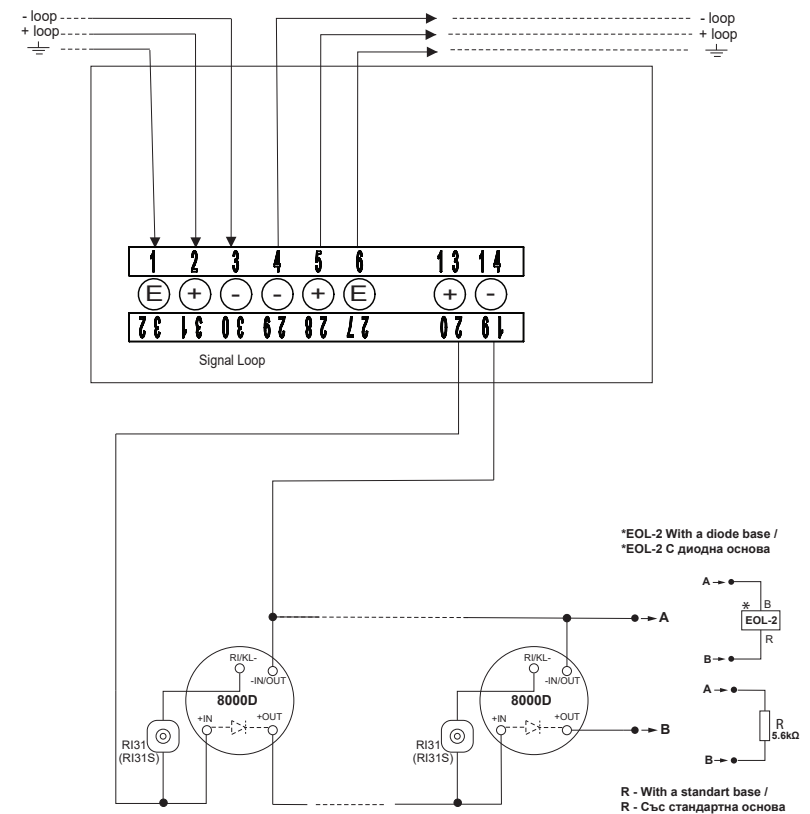 - loop
+ loop
- loop
+ loop
1 2 3 4 5 6 13 14
E + - - + E + -
32 31 30 29 28 27 20 19
Signal Loop
*EOL-2 With a diode base /
*EOL-2 С диодна основа
A
* B
EOL-2
R
B
A
R
5.6kΩ
B
R - With a standart base /
R - Със стандартна основа
A
B
RI/KL-
-IN/OUT
8000D
+IN
+OUT
RI31
(RI31S)
RI/KL-
-IN/OUT
8000D
+IN
+OUT
RI31
(RI31S)